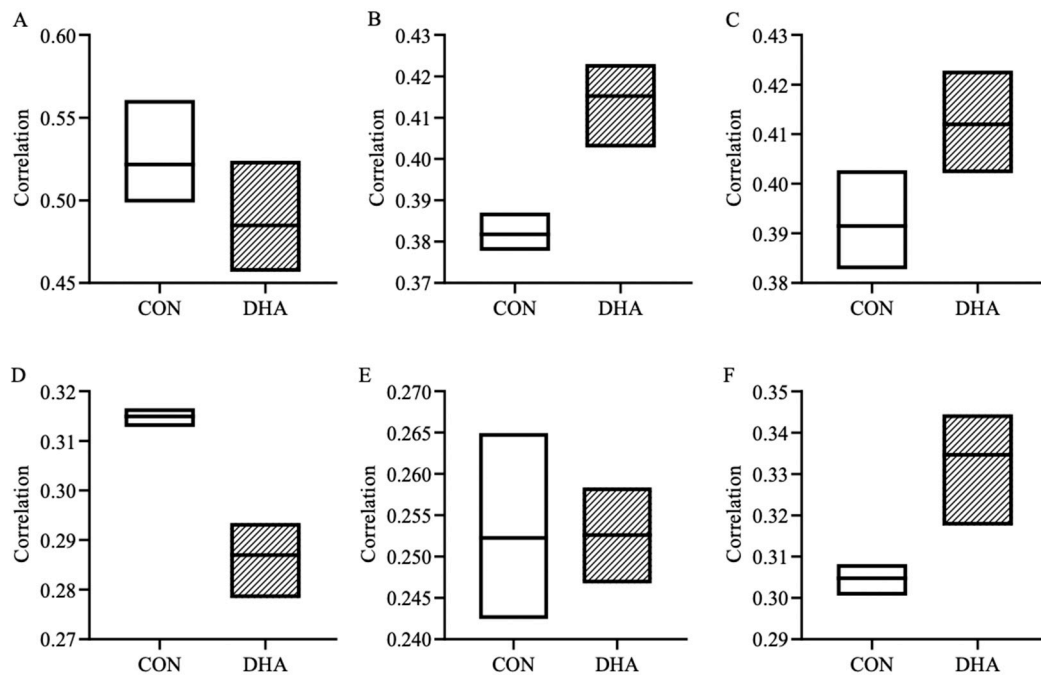 A
Correlation
0.60
0.55
0.50
0.45
CON DHA
B
Correlation
0.43
0.42
0.41
0.40
0.39
0.38
0.37
CON DHA
C
Correlation
0.43
0.42
0.41
0.40
0.39
0.38
CON DHA
D
Correlation
0.32
0.31
0.30
0.29
0.28
0.27
CON DHA
E
Correlation
0.270
0.265
0.260
0.255
0.250
0.245
0.240
CON DHA
F
Correlation
0.35
0.34
0.33
0.32
0.31
0.30
0.29
CON DHA